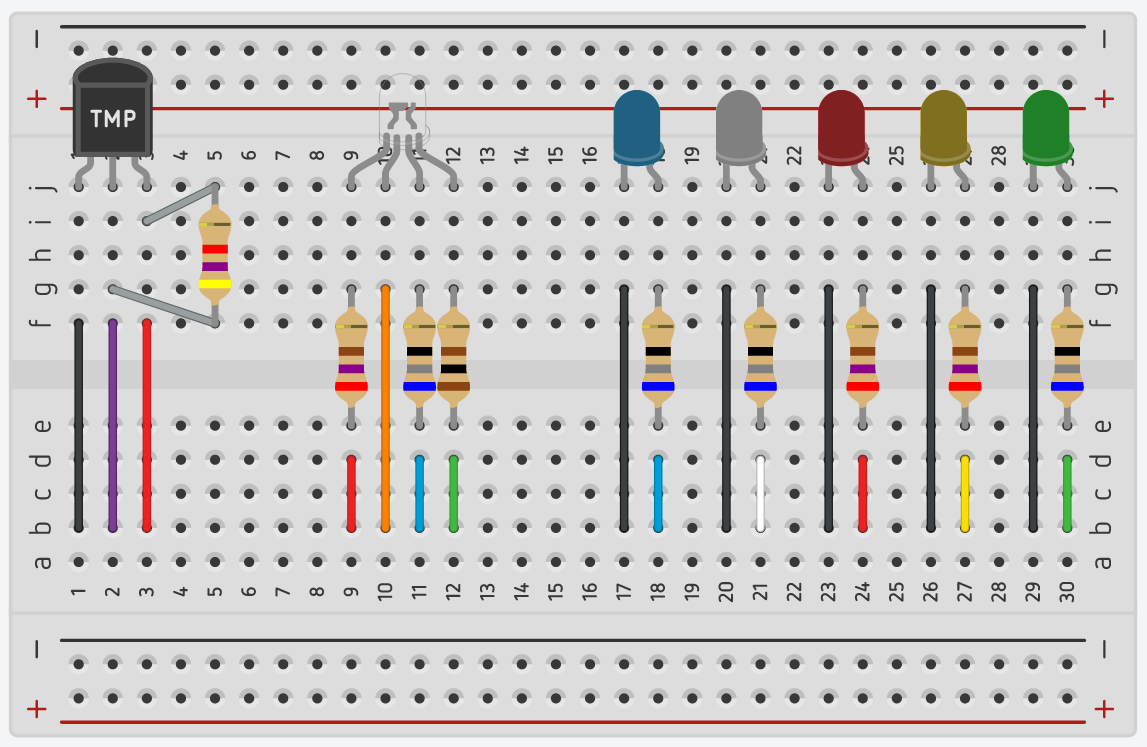 − −
+ +
TMP
4 5 6 7 8 9 12 13 14 15 16 19 22 25 28
j j
i i
h h
g g
f f
e e
d d
c c
b b
a a
1 2 3 4 5 6 7 8 9 10 11 12 13 14 15 16 17 18 19 20 21 22 23 24 25 26 27 28 29 30
− −
+ +